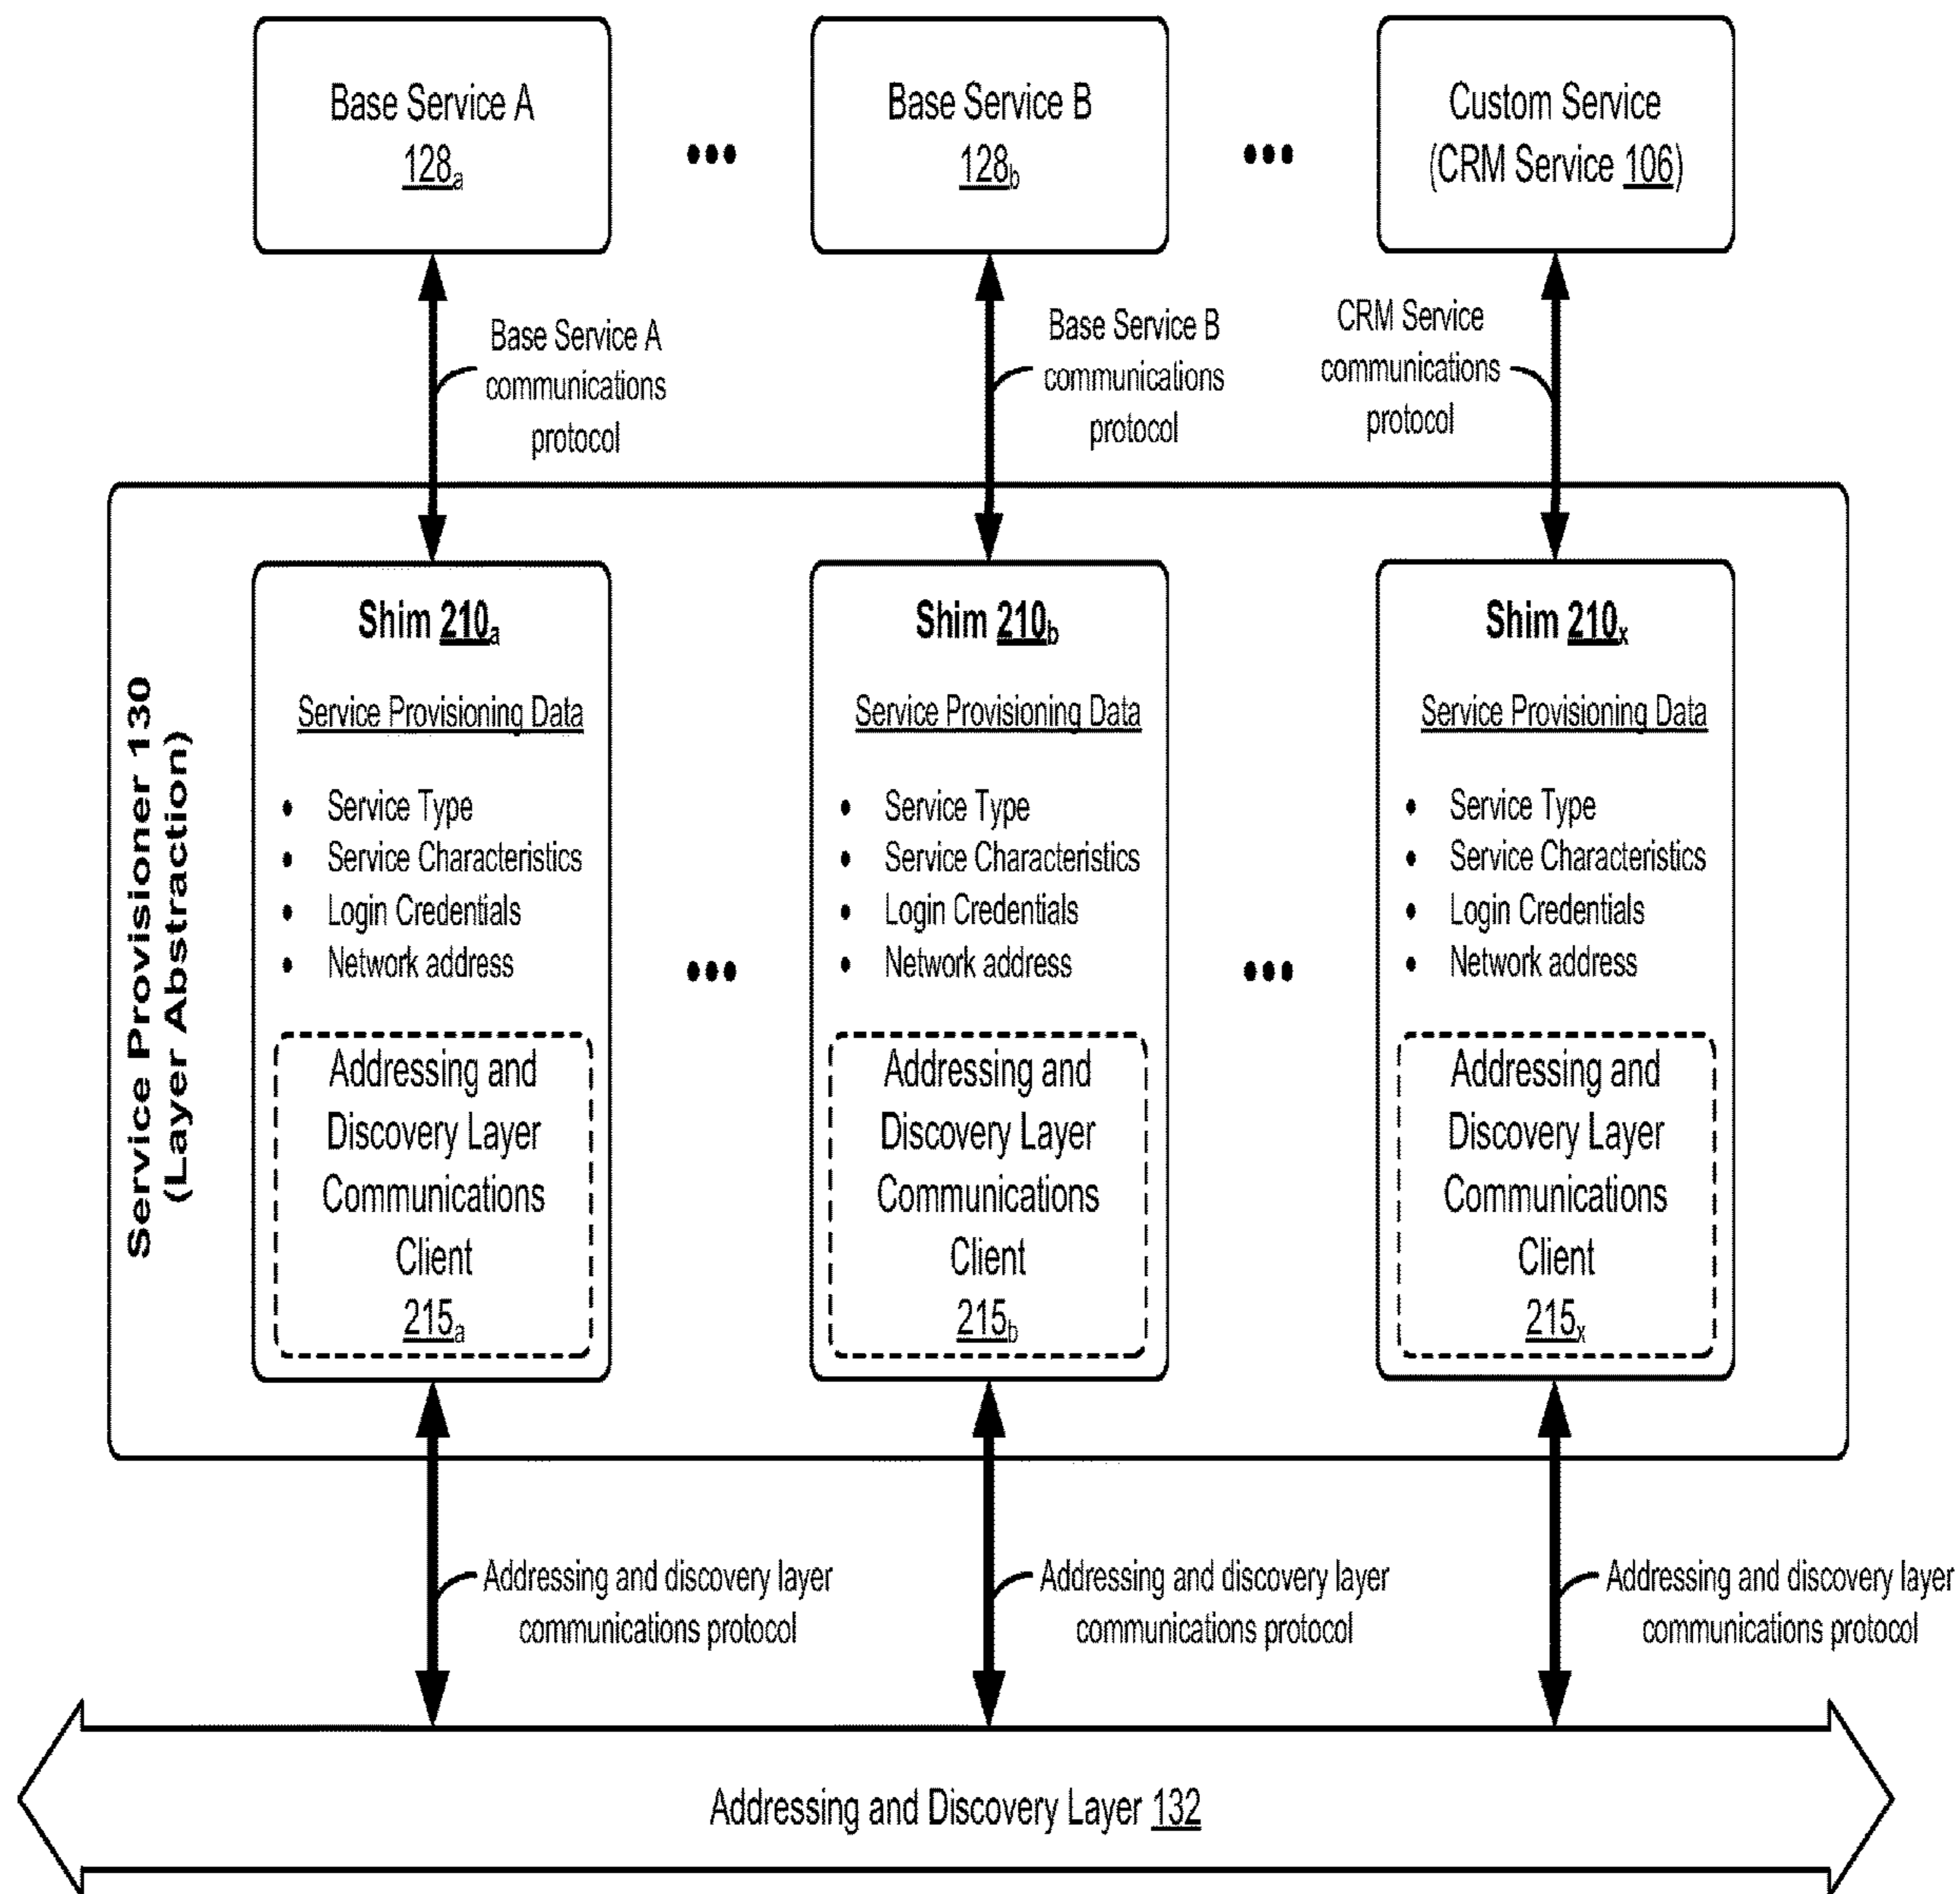 Base Service A
128a
Base Service B
128b
Custom Service
(CRM Service 106)
Base Service A
communications
protocol
Base Service B
communications
protocol
CRM Service
communications
protocol
Service Provisioner 130
(Layer Abstraction)
Shim 210a
Service Provisioning Data
• Service Type
• Service Characteristics
• Login Credentials
• Network address
Addressing and
Discovery Layer
Communications
Client
215a
Shim 210b
Service Provisioning Data
• Service Type
• Service Characteristics
• Login Credentials
• Network address
Addressing and
Discovery Layer
Communications
Client
215b
Shim 210x
Service Provisioning Data
• Service Type
• Service Characteristics
• Login Credentials
• Network address
Addressing and
Discovery Layer
Communications
Client
215x
Addressing and discovery layer
communications protocol
Addressing and discovery layer
communications protocol
Addressing and discovery layer
communications protocol
Addressing and Discovery Layer 132